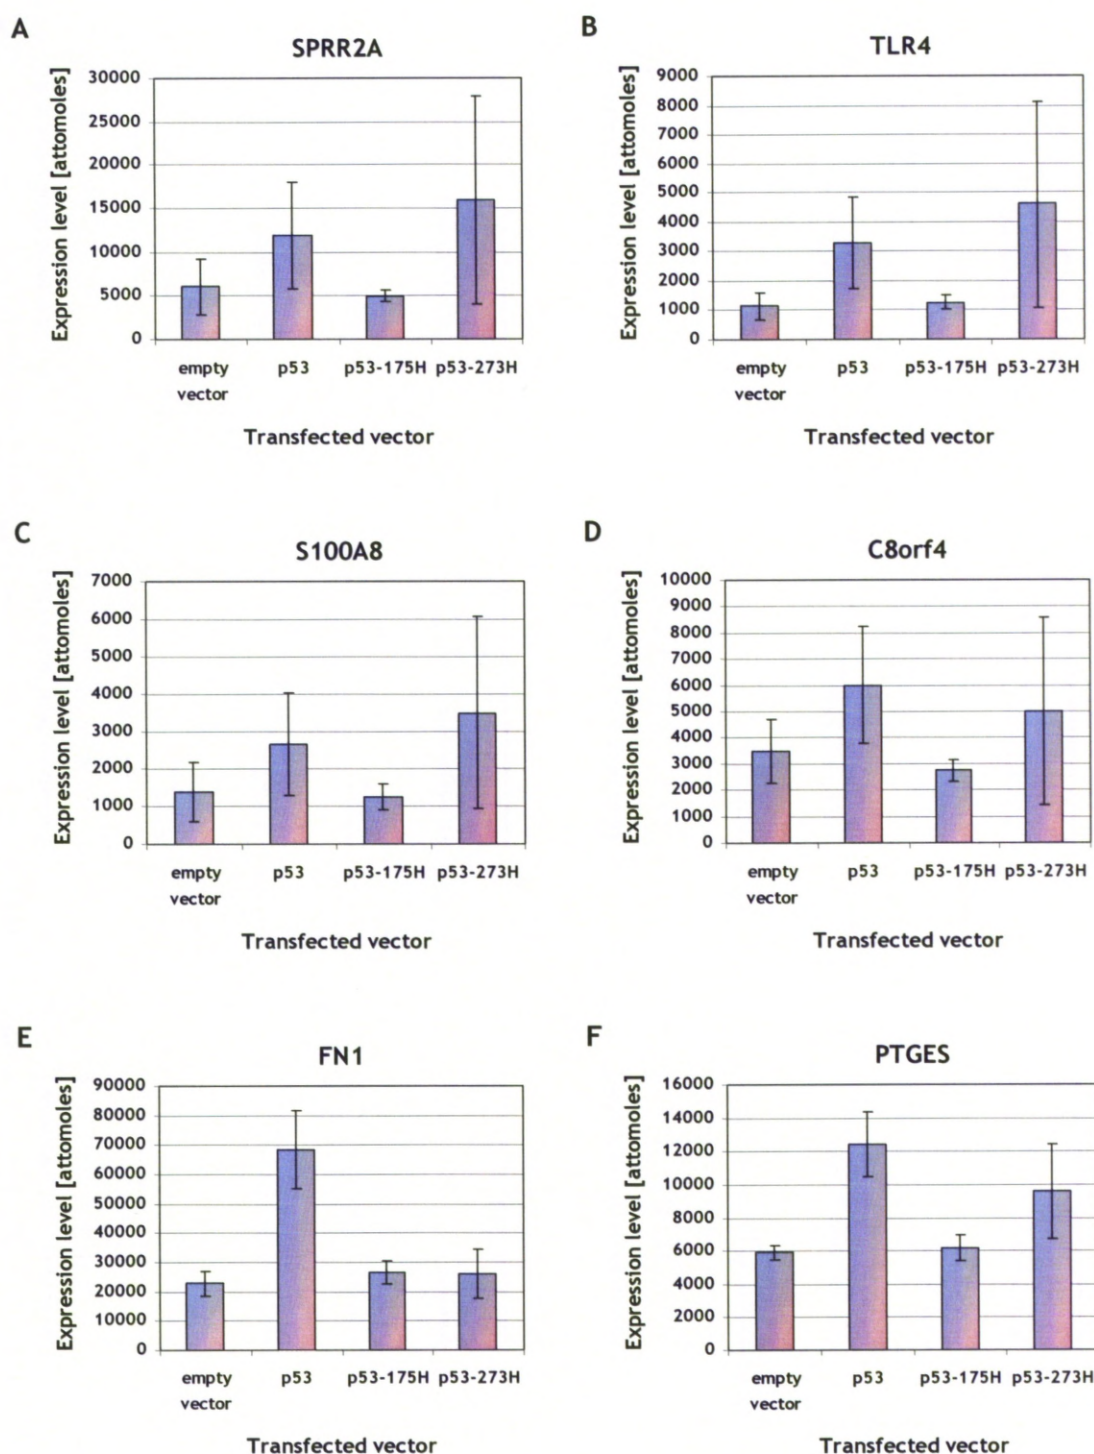 A
SPRR2A
Expression level [attomoles]
30000
25000
20000
15000
10000
5000
0
empty vector
p53
p53-175H
p53-273H
Transfected vector
B
TLR4
Expression level [attomoles]
9000
8000
7000
6000
5000
4000
3000
2000
1000
0
empty vector
p53
p53-175H
p53-273H
Transfected vector
C
S100A8
Expression level [attomoles]
7000
6000
5000
4000
3000
2000
1000
0
empty vector
p53
p53-175H
p53-273H
Transfected vector
D
C8orf4
Expression level [attomoles]
10000
9000
8000
7000
6000
5000
4000
3000
2000
1000
0
empty vector
p53
p53-175H
p53-273H
Transfected vector
E
FN1
Expression level [attomoles]
90000
80000
70000
60000
50000
40000
30000
20000
10000
0
empty vector
p53
p53-175H
p53-273H
Transfected vector
F
PTGES
Expression level [attomoles]
16000
14000
12000
10000
8000
6000
4000
2000
0
empty vector
p53
p53-175H
p53-273H
Transfected vector